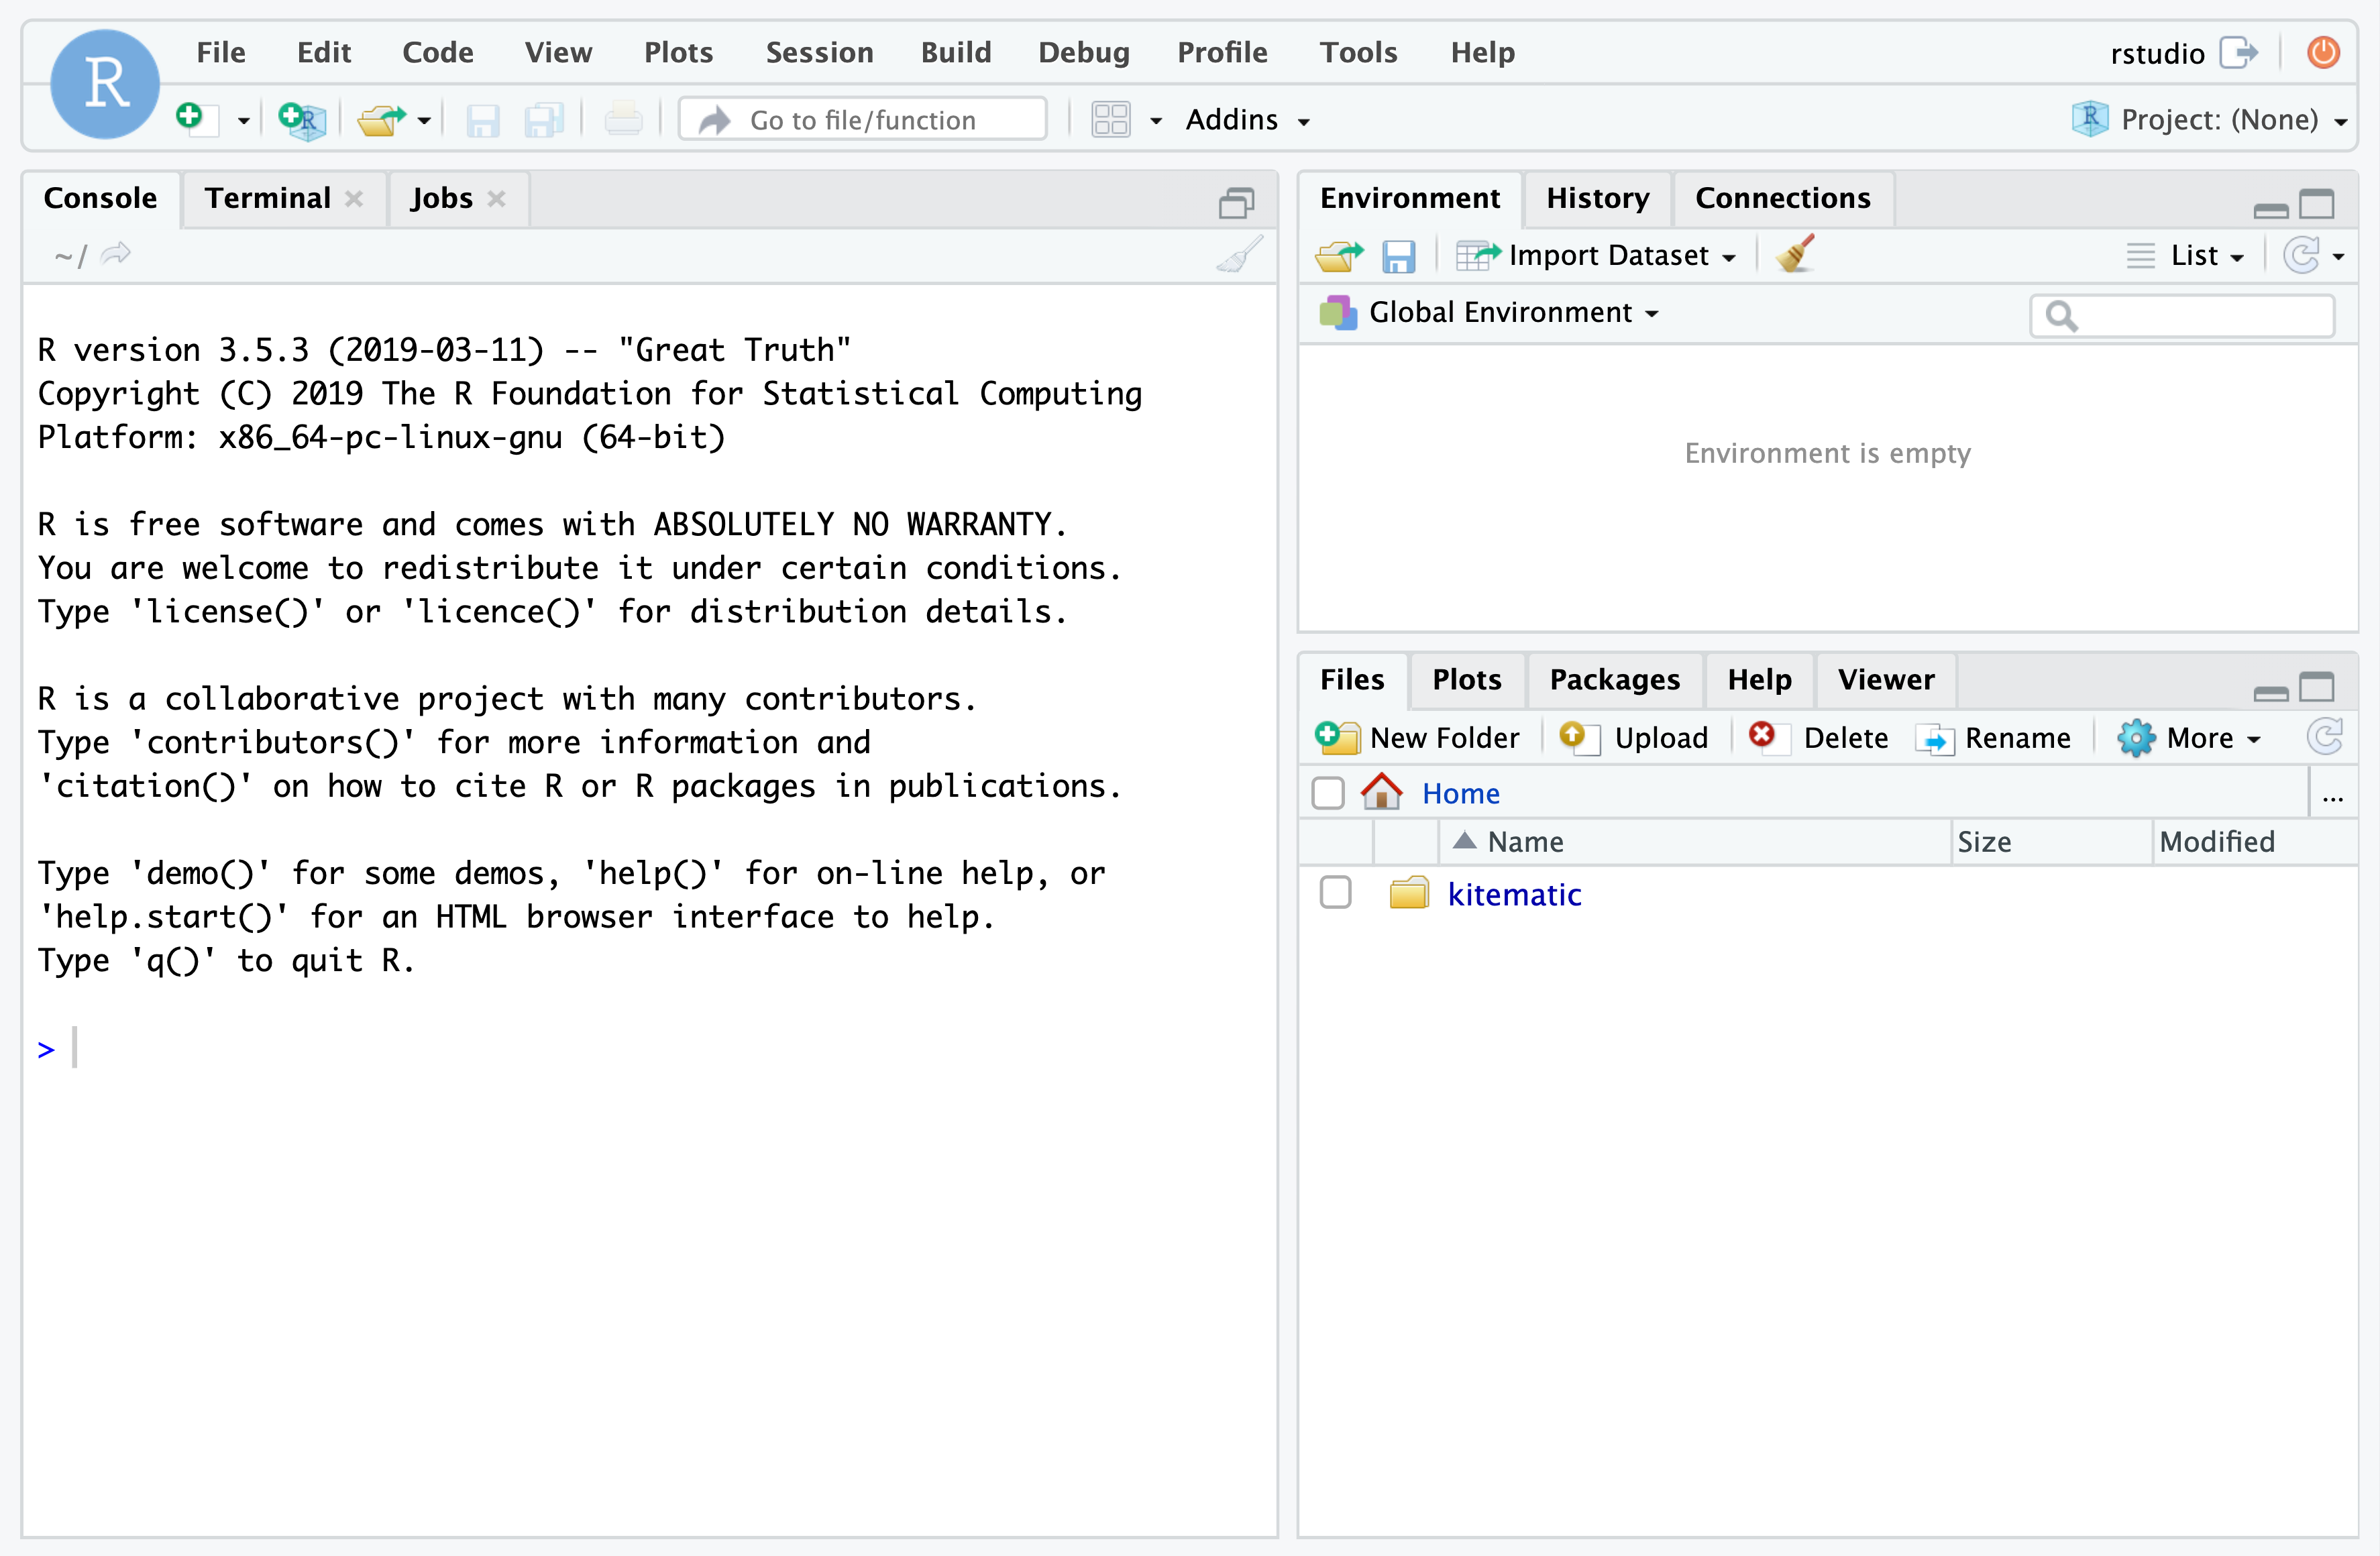 R
File Edit Code View Plots Session Build Debug Profile Tools Help
rstudio
R
Go to file/function
Addins
R Project: (None)
Console Terminal Jobs
~/
R version 3.5.3 (2019-03-11) -- "Great Truth"
Copyright (C) 2019 The R Foundation for Statistical Computing
Platform: x86_64-pc-linux-gnu (64-bit)
R is free software and comes with ABSOLUTELY NO WARRANTY.
You are welcome to redistribute it under certain conditions.
Type 'license()' or 'licence()' for distribution details.
R is a collaborative project with many contributors.
Type 'contributors()' for more information and
'citation()' on how to cite R or R packages in publications.
Type 'demo()' for some demos, 'help()' for on-line help, or
'help.start()' for an HTML browser interface to help.
Type 'q()' to quit R.
>
Environment History Connections
Import Dataset
List
Global Environment
Environment is empty
Files Plots Packages Help Viewer
New Folder Upload Delete Rename More
Home
...
Name Size Modified
kitematic